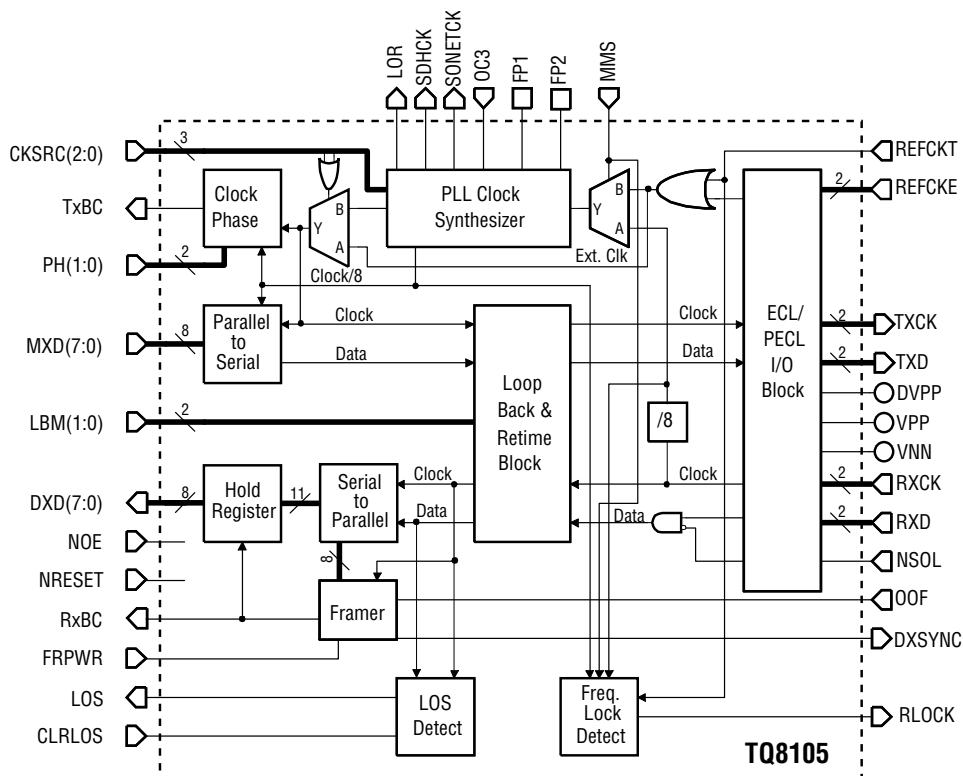 LOR
SDHCK
SONETCK
OC3
FP1
FP2
MMS
CKSRC(2:0)
3
TxBC
PH(1:0)
2
MXD(7:0)
8
LBM(1:0)
2
DXD(7:0)
8
NOE
NRESET
RxBC
FRPWR
LOS
CLRLOS
Clock
Phase
Y
B
A
PLL Clock
Synthesizer
Y
B
A
Ext. Clk
Clock/8
Parallel
to
Serial
Clock
Data
Loop
Back &
Retime
Block
Clock
Data
/8
Clock
Data
Hold
Register
11
Serial
to
Parallel
Clock
Data
8
Framer
LOS
Detect
Freq.
Lock
Detect
ECL/
PECL
I/O
Block
REFCKT
2
REFCKE
2
TXCK
2
TXD
DVPP
VPP
VNN
2
RXCK
2
RXD
NSOL
OOF
DXSYNC
RLOCK
TQ8105